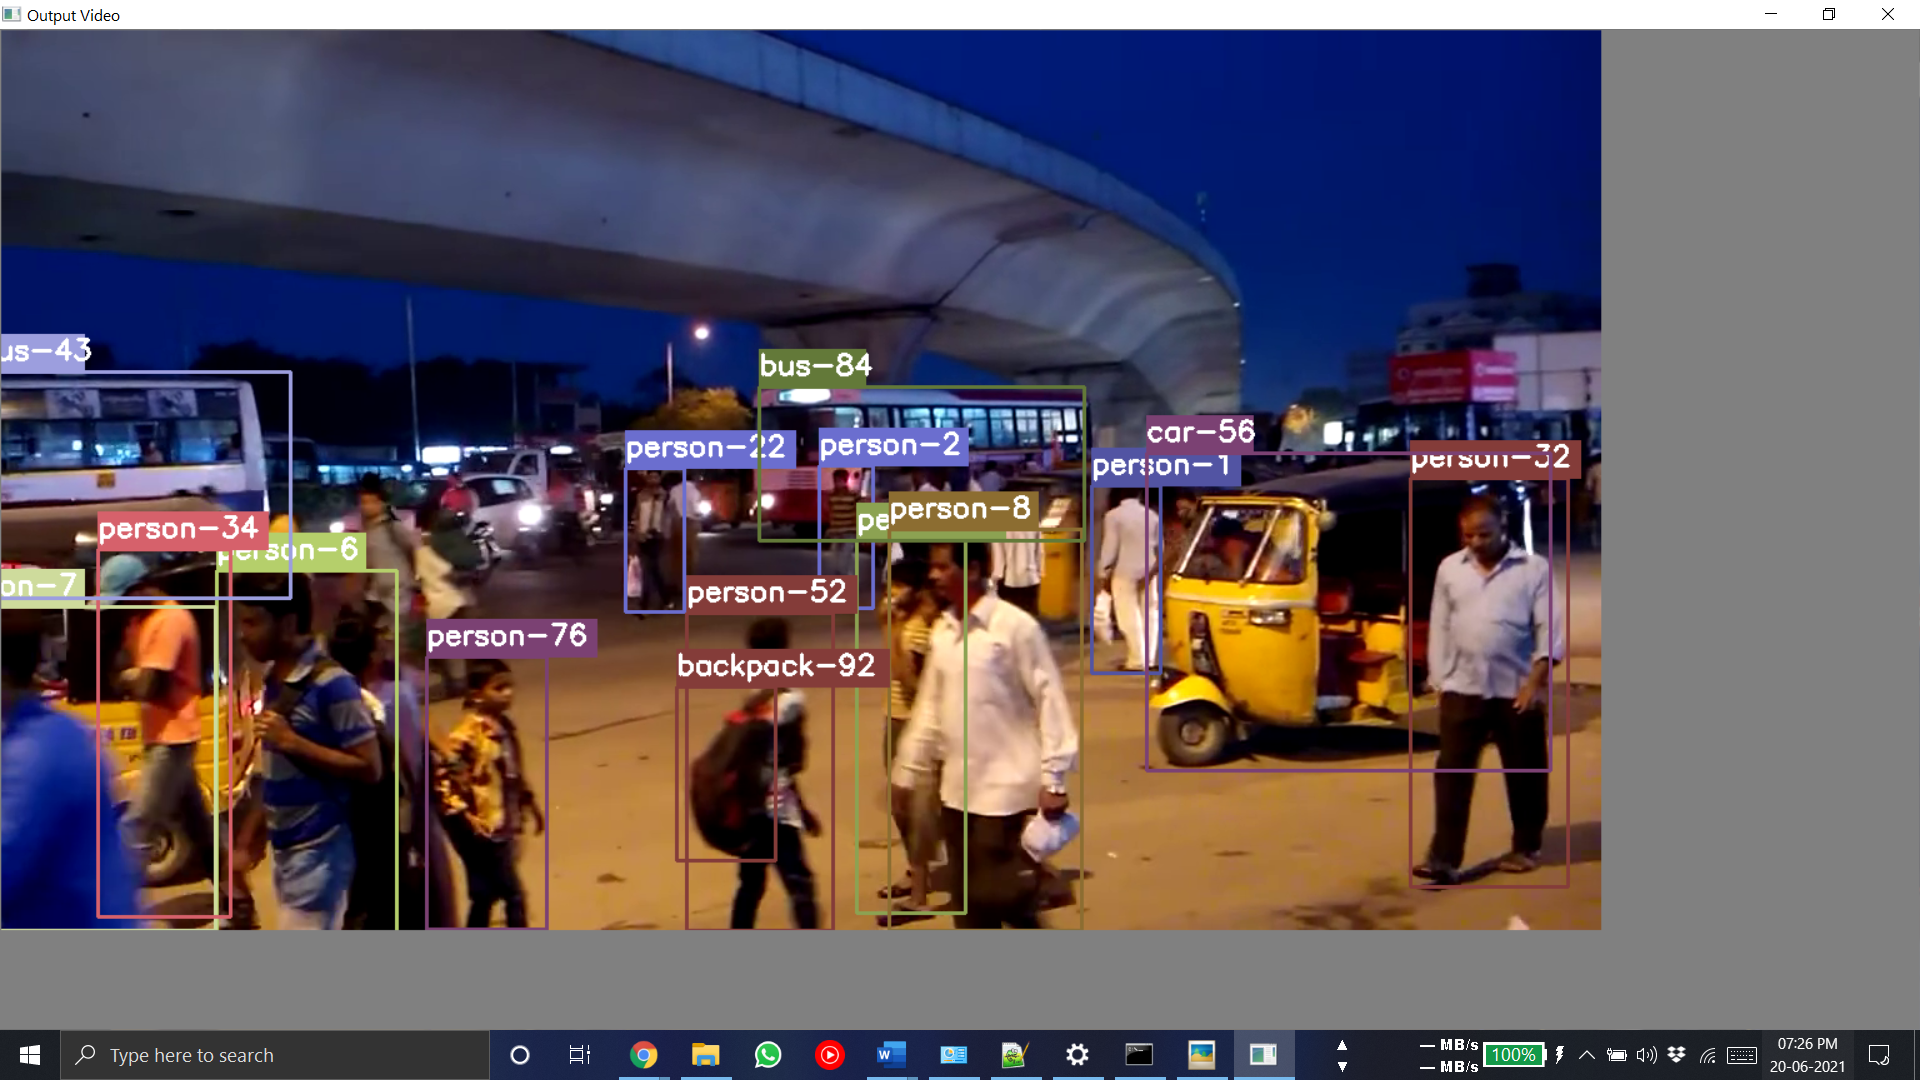 Output Video
us-43
bus-84
person-22
person-2
car-56
person-1
person-32
person-8
pe
person-34
person-6
on-7
person-52
person-76
backpack-92
Type here to search
— MB/s
— MB/s
100%
07:26 PM
20-06-2021